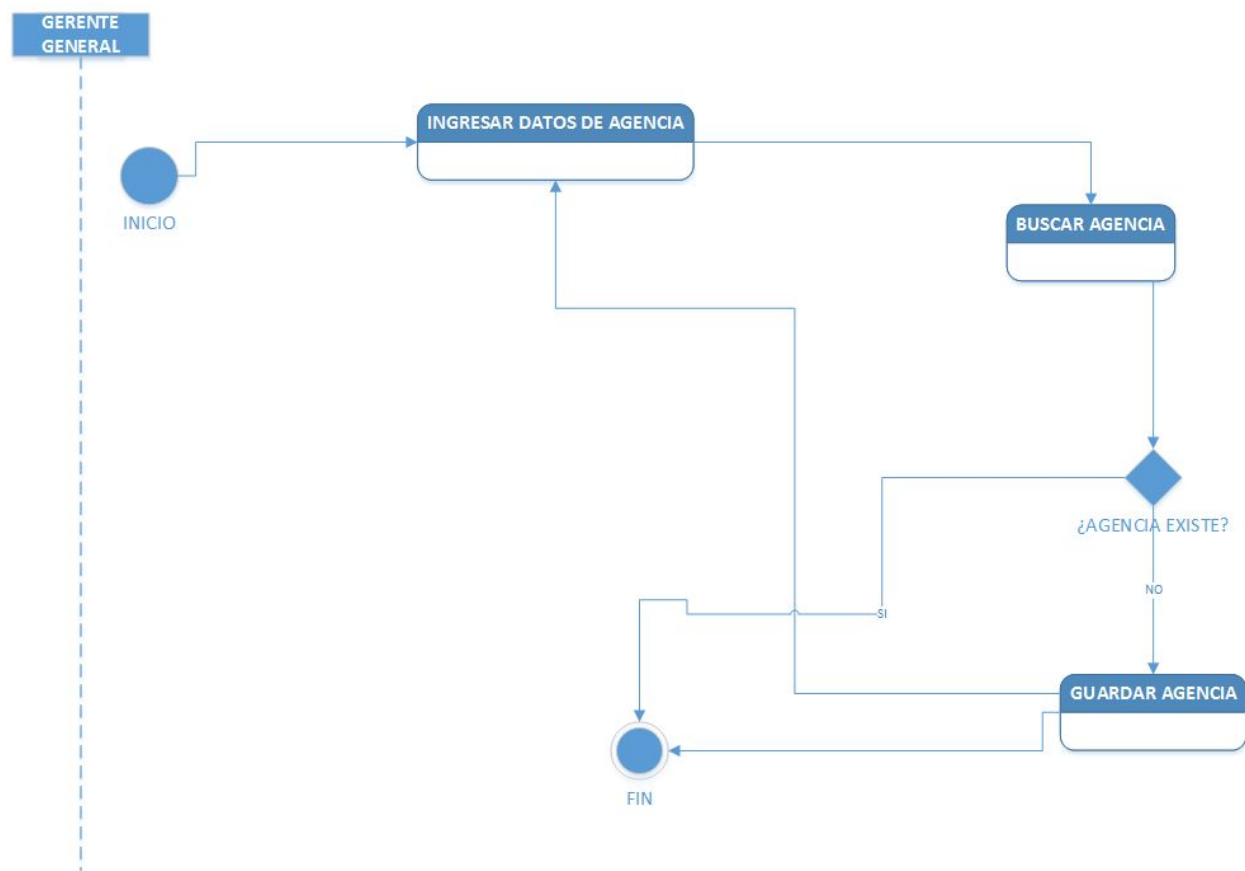 GERENTE
GENERAL
INGRESAR DATOS DE AGENCIA
INICIO
BUSCAR AGENCIA
¿AGENCIA EXISTE?
NO
SI
GUARDAR AGENCIA
FIN